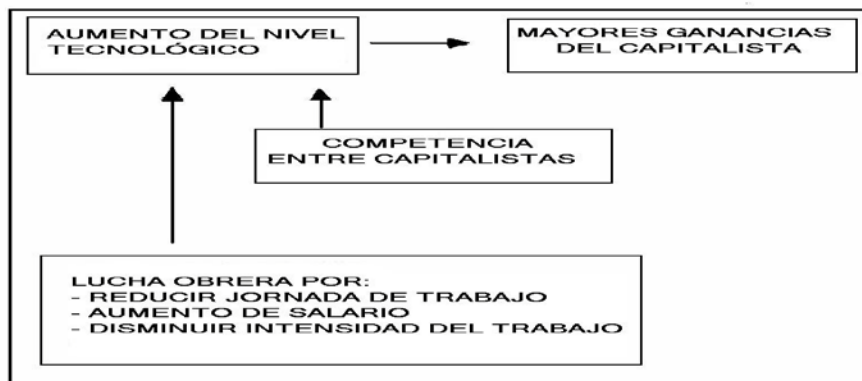 AUMENTO DEL NIVEL
TECNOLÓGICO
MAYORES GANANCIAS
DEL CAPITALISTA
COMPETENCIA
ENTRE CAPITALISTAS
LUCHA OBRERA POR:
- REDUCIR JORNADA DE TRABAJO
- AUMENTO DE SALARIO
- DISMINUIR INTENSIDAD DEL TRABAJO